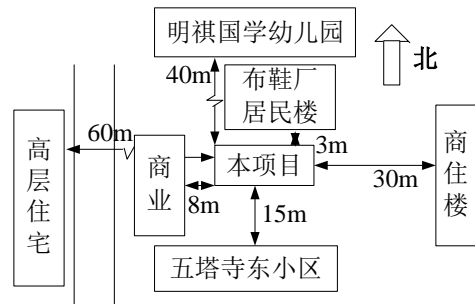 明祺国学幼儿园
北
40m
布鞋厂
居民楼
60m
3m
高层住宅
商业
本项目
商住楼
8m
30m
15m
五塔寺东小区